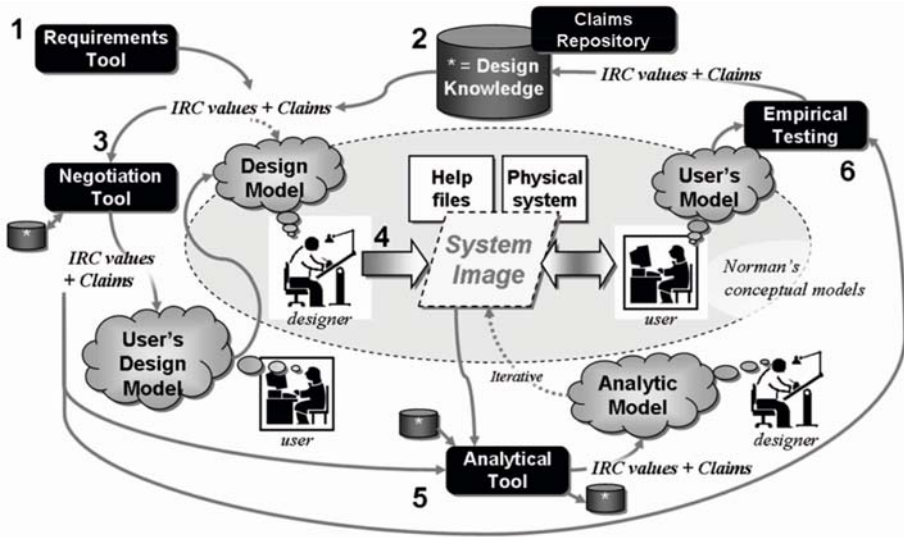 1
Requirements
Tool
2
Claims
Repository
* = Design
Knowledge
IRC values + Claims
IRC values + Claims
3
Negotiation
Tool
*
Design
Model
Help
files
Physical
system
User's
Model
Empirical
Testing
6
4
System
Image
designer
user
Norman's
conceptual models
IRC values
+ Claims
User's
Design
Model
user
Iterative
Analytic
Model
designer
*
Analytical
Tool
IRC values + Claims
5
*